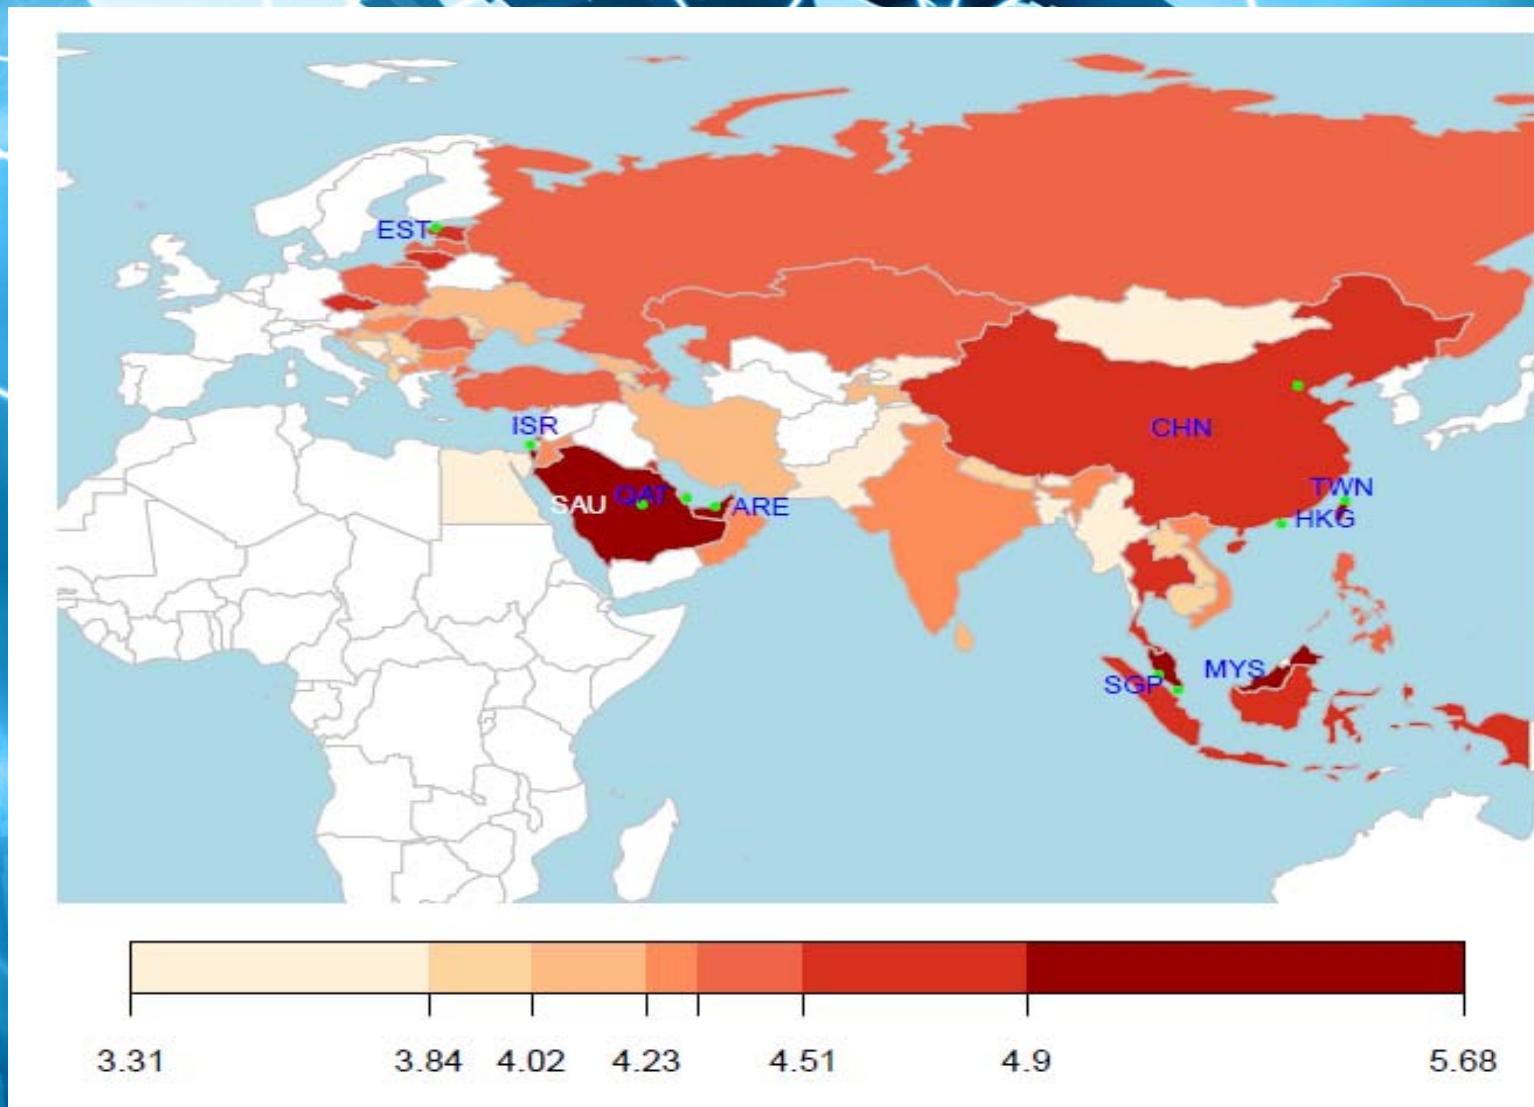 EST
ISR
CHN
SAU
QAT
ARE
TWN
HKG
MYS
SGP
3.31 3.84 4.02 4.23 4.51 4.9 5.68